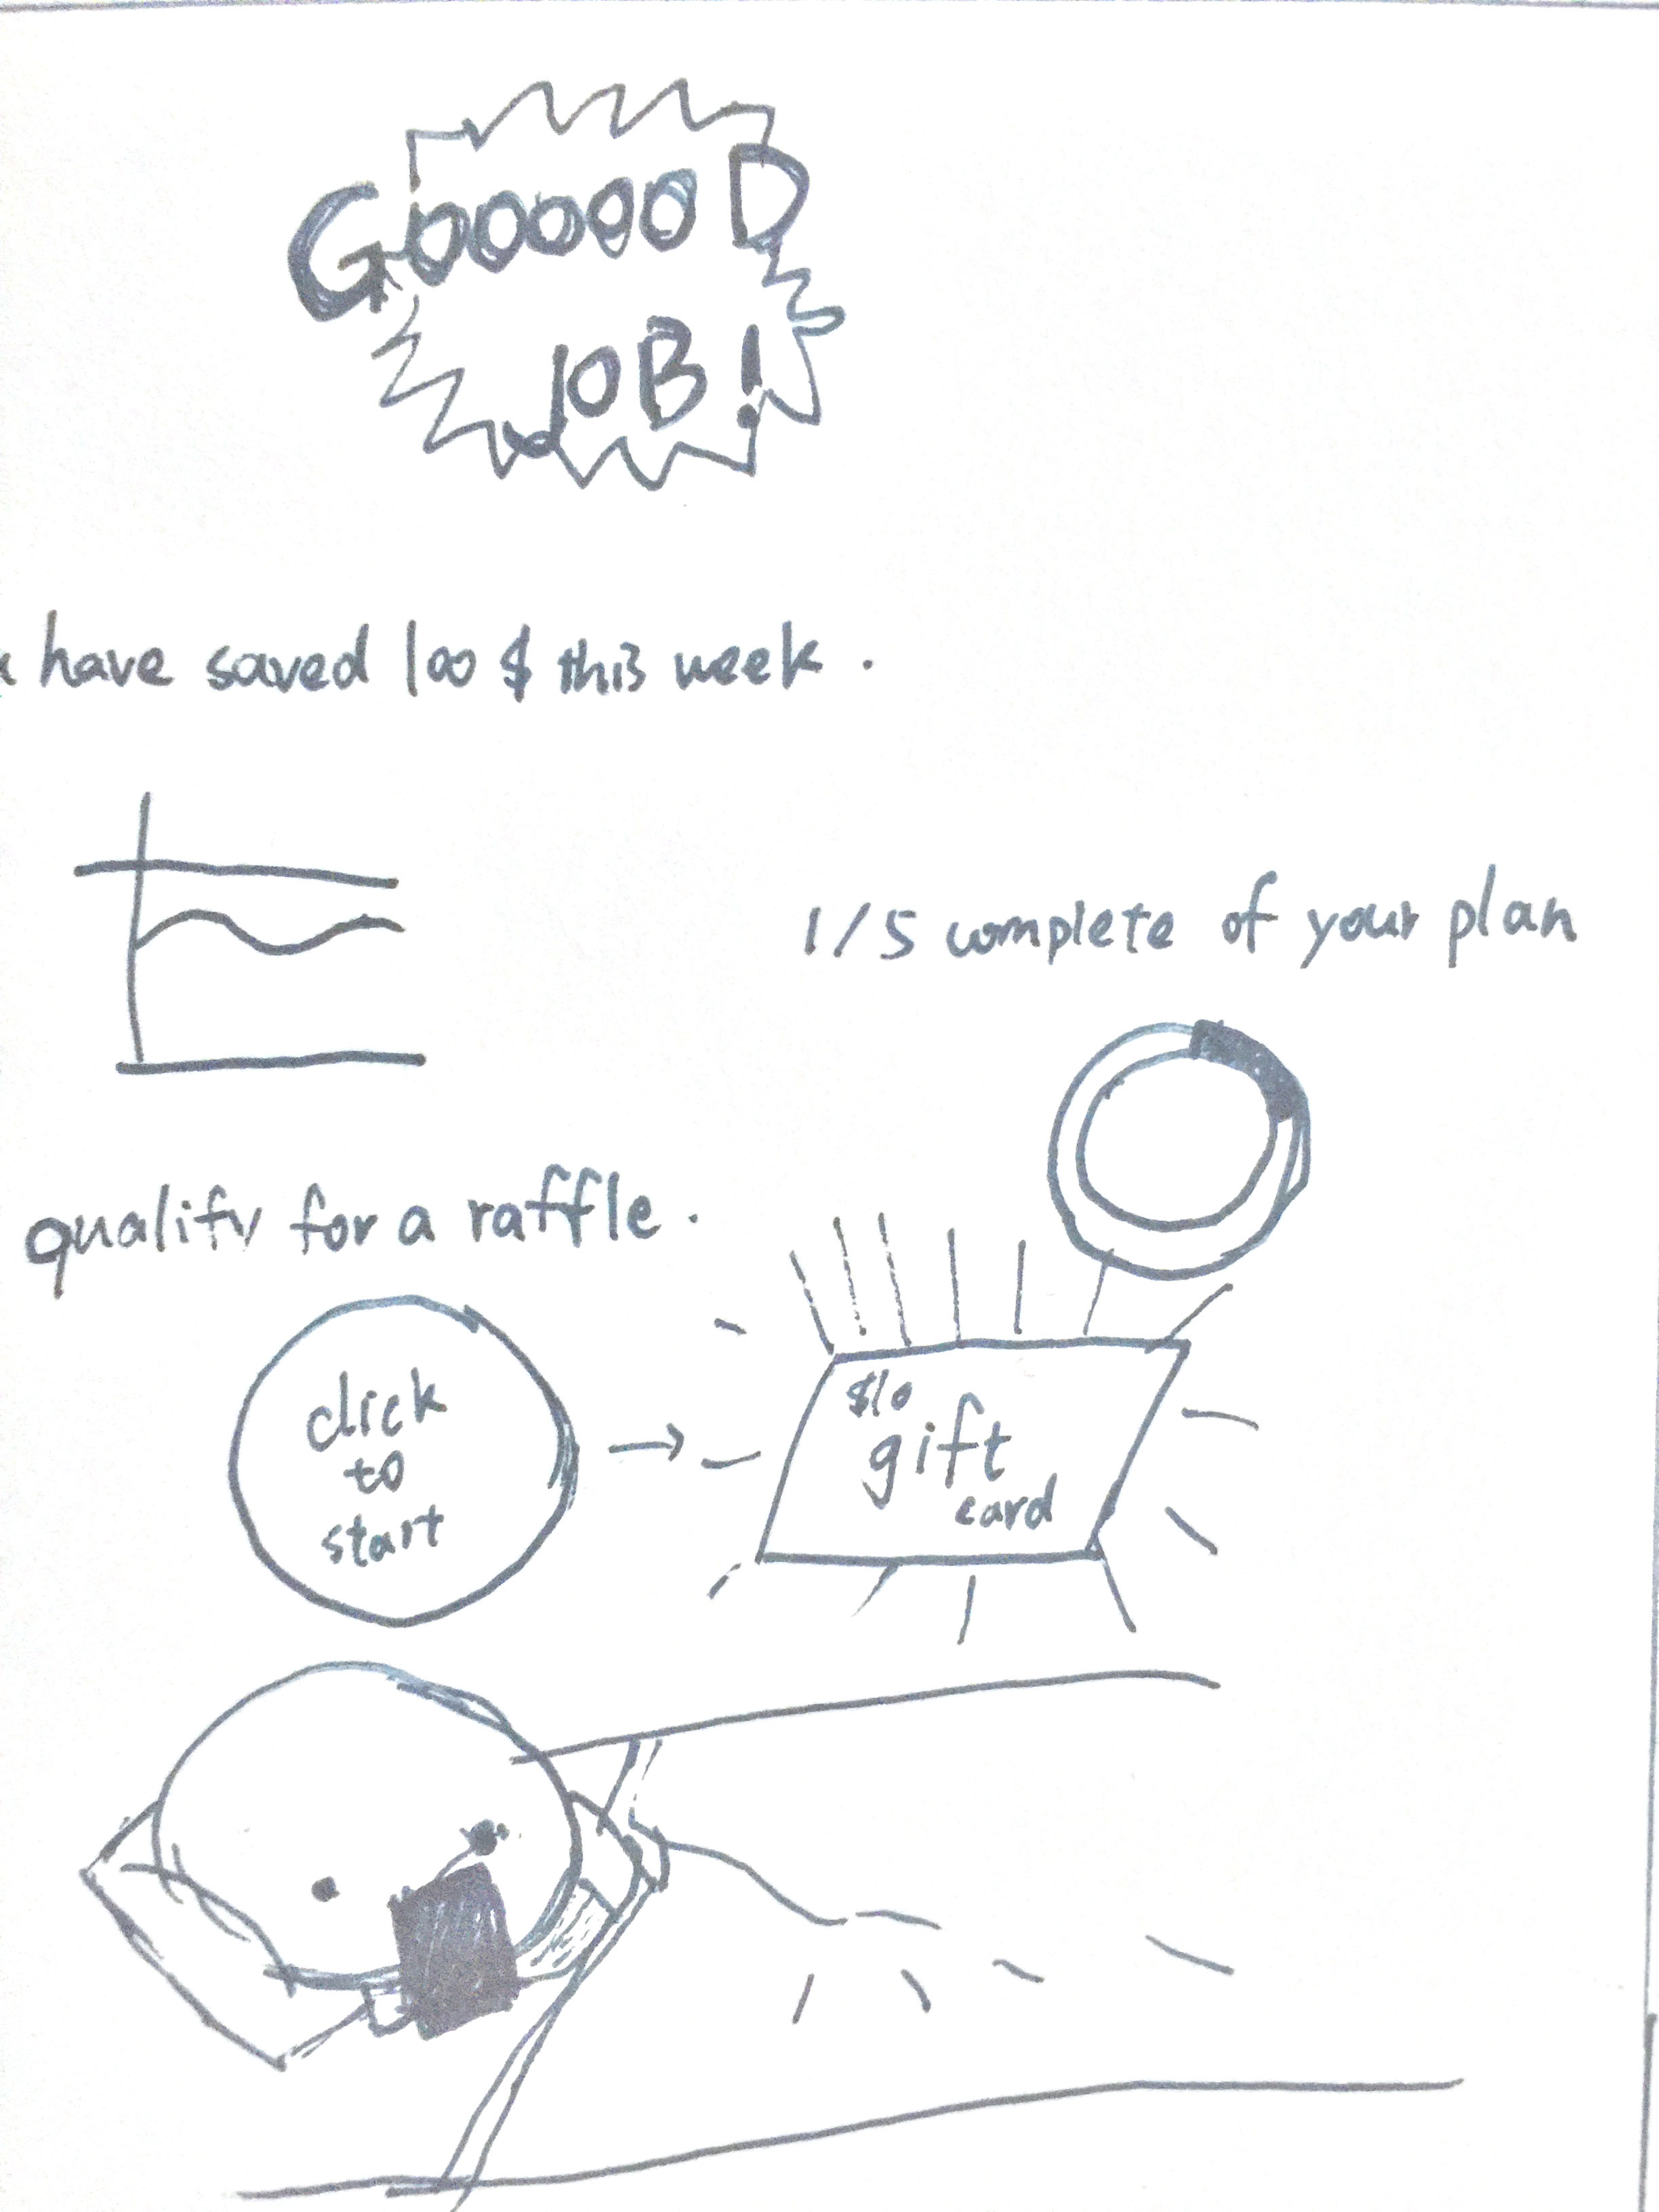 GOOOOOD
JOB!
have saved 100 $ this week.
1/5 complete of your plan
qualify for a raffle.
click
to
start
$10
gift
card